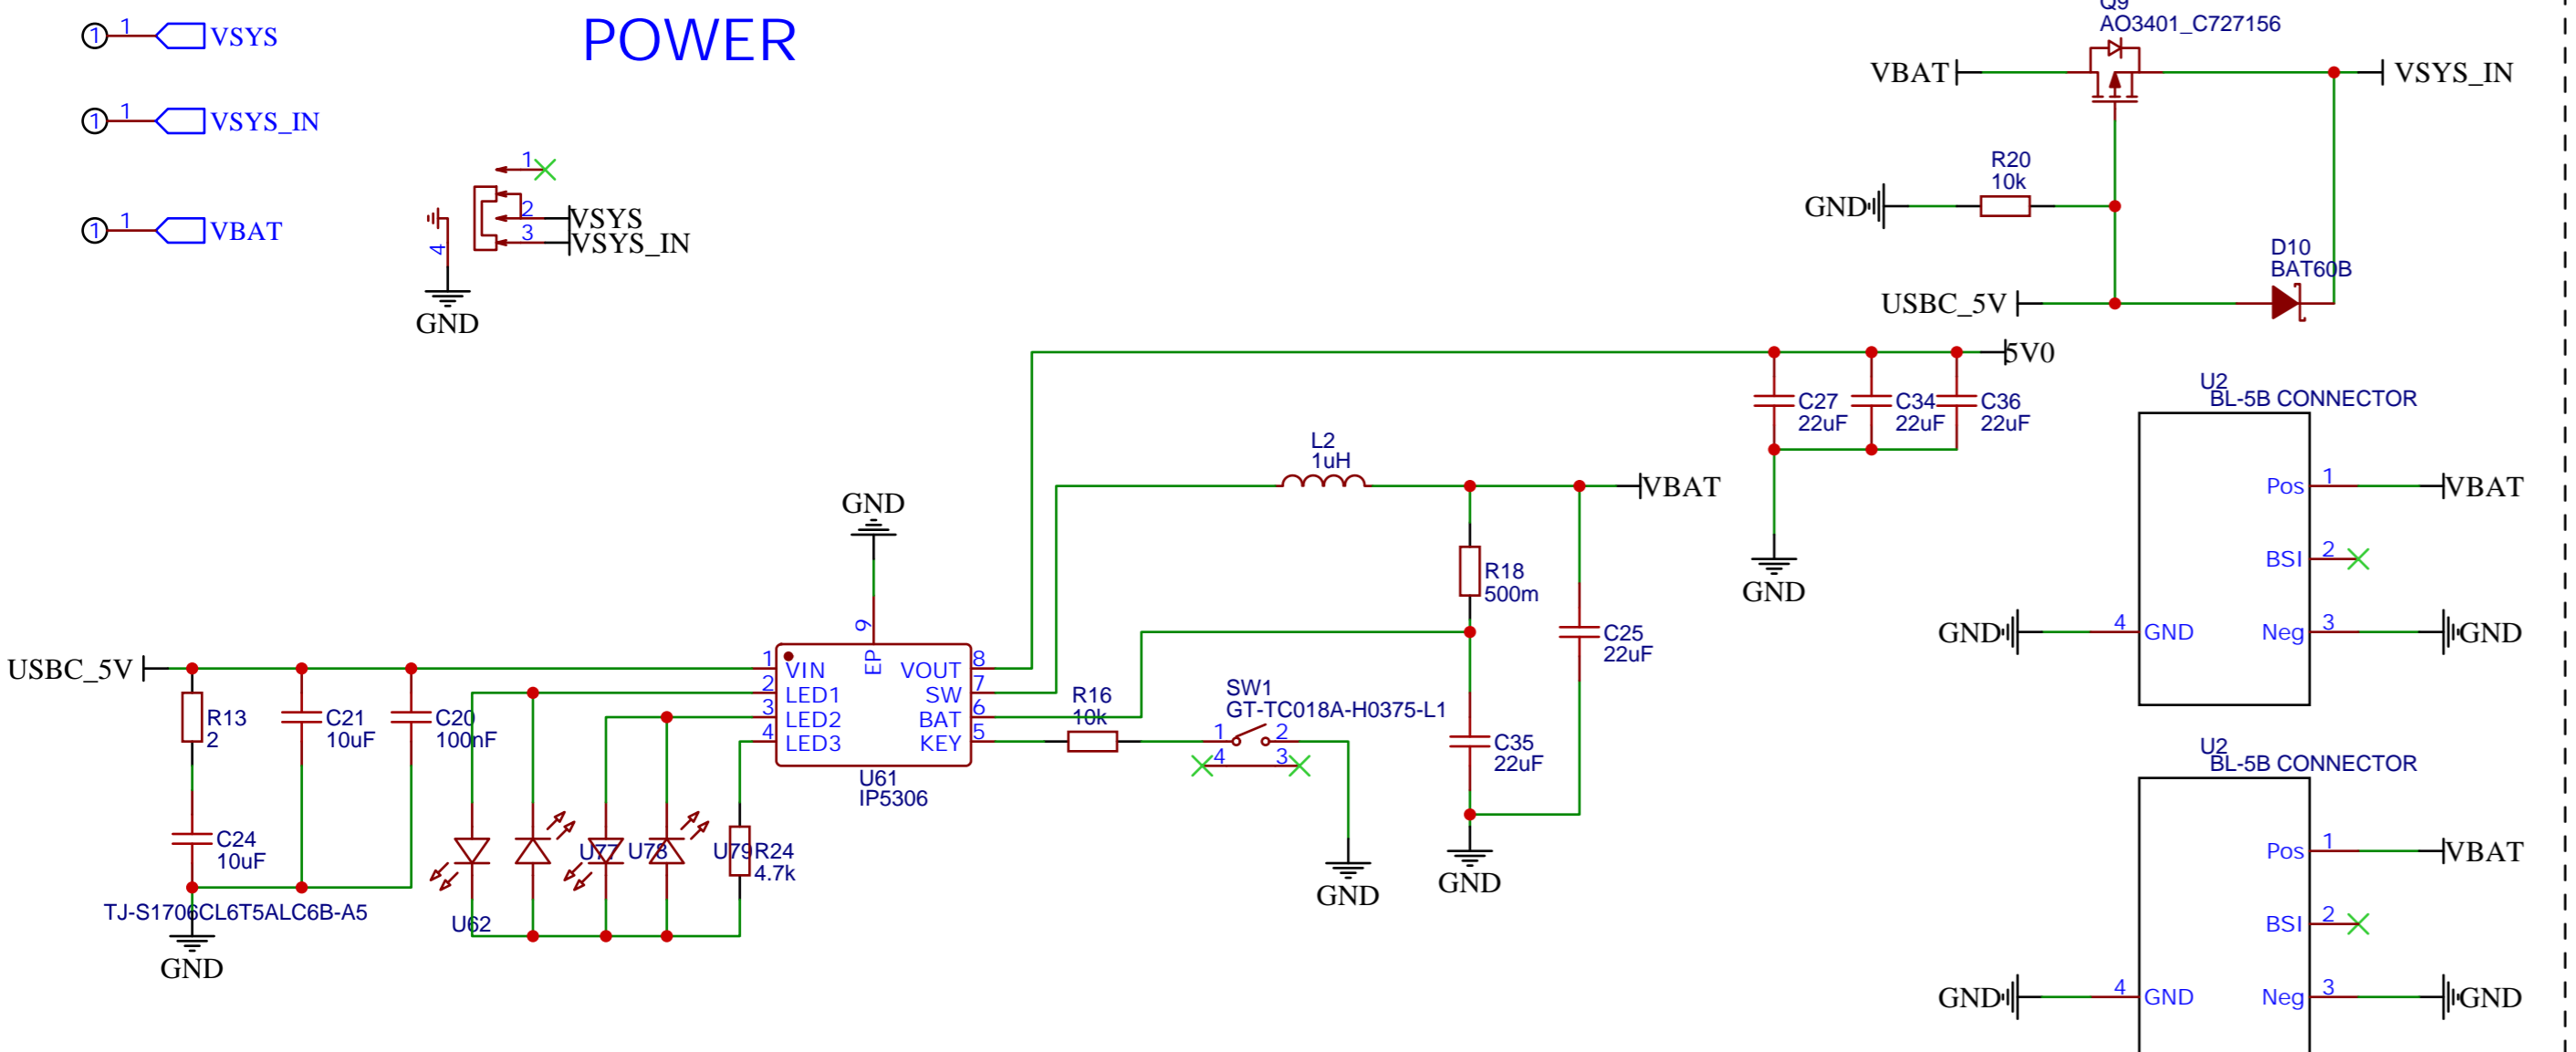 POWER
1 1 VSYS
1 1 VSYS_IN
1 1 VBAT
1
2 VSYS
3 VSYS_IN
4
GND
Q9
AO3401_C727156
VBAT
VSYS_IN
R20
10k
GND
D10
BAT60B
USBC_5V
5V0
C27
22uF
C34
22uF
C36
22uF
GND
L2
1uH
VBAT
R18
500m
C25
22uF
C35
22uF
GND
GND
9
EP
USBC_5V
1 VIN
2 LED1
3 LED2
4 LED3
VOUT 8
SW 7
BAT 6
KEY 5
U61
IP5306
R13
2
C21
10uF
C20
100nF
C24
10uF
TJ-S1706CL6T5ALC6B-A5
GND
U62
U77
U78
U79
R24
4.7k
R16
10k
SW1
GT-TC018A-H0375-L1
1 2
4 3
GND
U2
BL-5B CONNECTOR
Pos 1 VBAT
BSI 2
GND 4 GND
Neg 3 GND
U2
BL-5B CONNECTOR
Pos 1 VBAT
BSI 2
GND 4 GND
Neg 3 GND